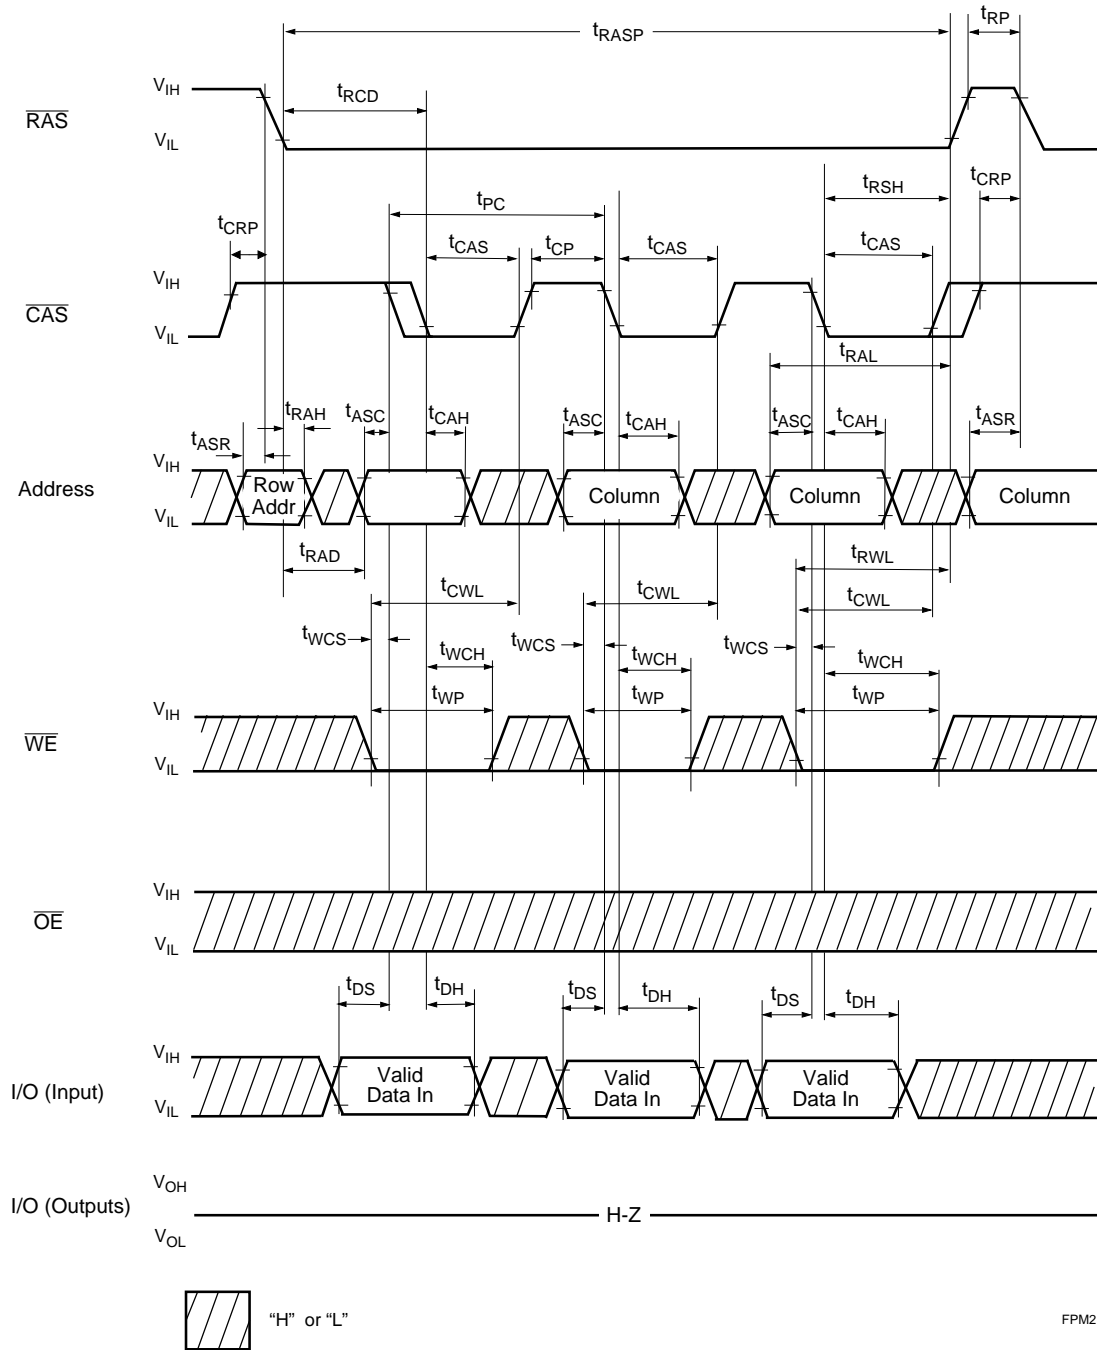 tRP
tRASP
VIH
tRCD
RAS
VIL
tRSH
tCRP
tPC
tCRP
tCAS
tCP
tCAS
tCAS
VIH
CAS
VIL
tRAL
tRAH
tASC
tCAH
tASC
tCAH
tASC
tCAH
tASR
tASR
VIH
Address
Row
Addr
Column
Column
Column
VIL
tRAD
tRWL
tCWL
tCWL
tCWL
tWCS
tWCS
tWCS
tWCH
tWCH
tWCH
tWP
tWP
tWP
VIH
WE
VIL
VIH
OE
VIL
tDS
tDH
tDS
tDH
tDS
tDH
VIH
I/O (Input)
Valid
Data In
Valid
Data In
Valid
Data In
VIL
VOH
I/O (Outputs)
H-Z
VOL
“H” or “L”
FPM2